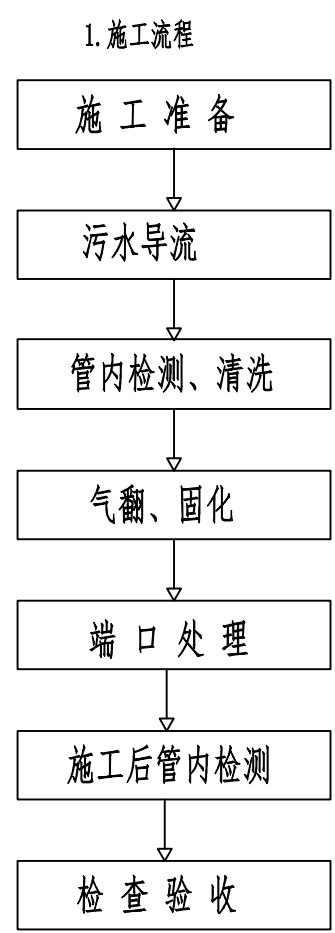 1.施工流程
施工准备
污水导流
管内检测、清洗
气翻、固化
端口处理
施工后管内检测
检查验收